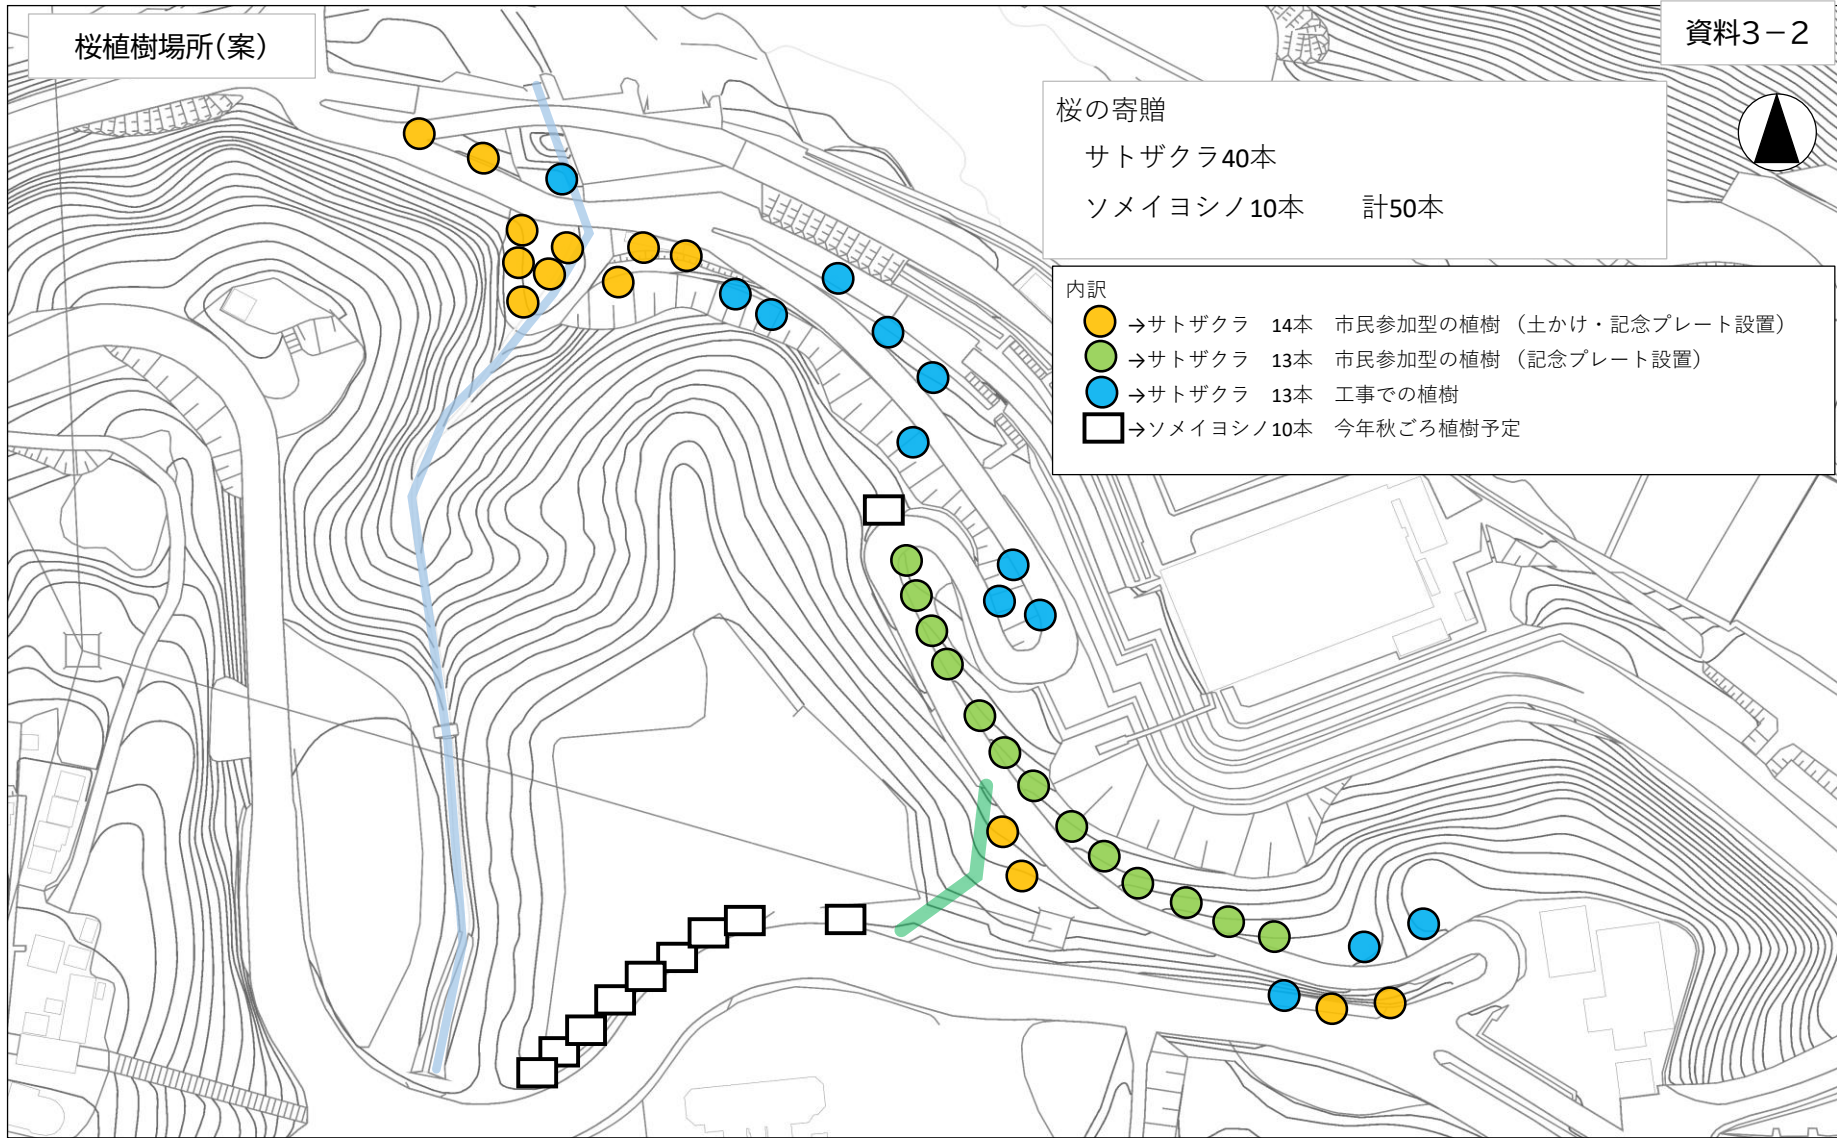 桜植樹場所(案)
資料3－2
桜の寄贈
サトザクラ40本
ソメイヨシノ10本　計50本
内訳
→サトザクラ　14本　市民参加型の植樹（土かけ・記念プレート設置）
→サトザクラ　13本　市民参加型の植樹（記念プレート設置）
→サトザクラ　13本　工事での植樹
→ソメイヨシノ10本　今年秋ごろ植樹予定